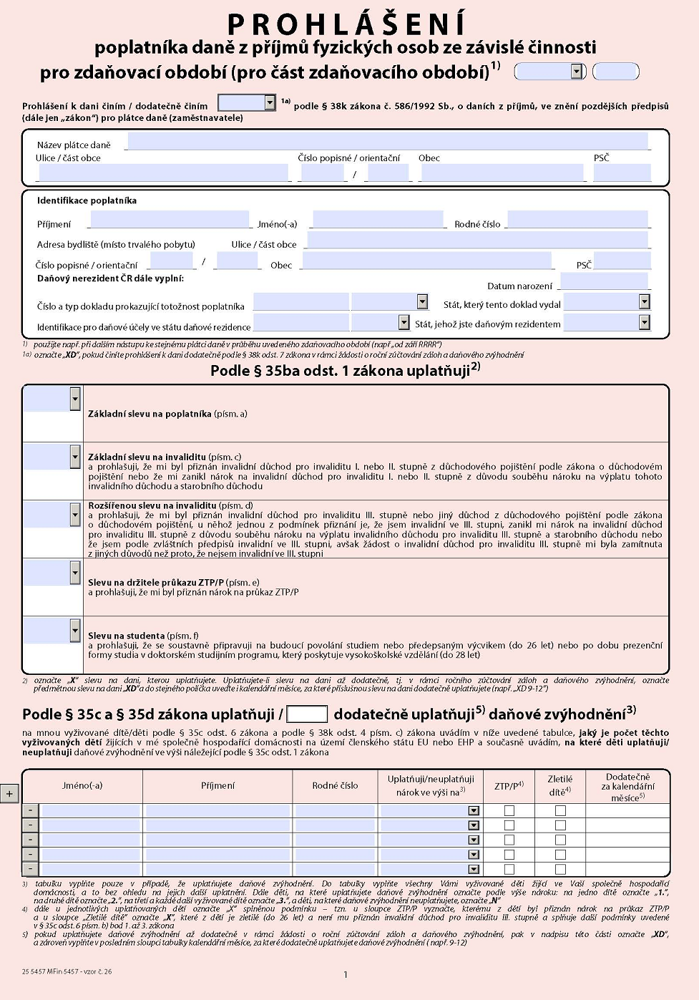 PROHLÁŠENÍ
poplatníka daně z příjmů fyzických osob ze závislé činnosti
pro zdaňovací období (pro část zdaňovacího období)1)
Prohlášení k dani činím / dodatečně činím 1a) podle § 38k zákona č. 586/1992 Sb., o daních z příjmů, ve znění pozdějších předpisů
(dále jen „zákon“) pro plátce daně (zaměstnavatele)
Název plátce daně
Ulice / část obce Číslo popisné / orientační Obec PSČ
/
Identifikace poplatníka
Příjmení Jméno(-a) Rodné číslo
Adresa bydliště (místo trvalého pobytu) Ulice / část obce
Číslo popisné / orientační / Obec PSČ
Daňový nerezident ČR dále vyplní:
Datum narození
Číslo a typ dokladu prokazující totožnost poplatníka Stát, který tento doklad vydal
Identifikace pro daňové účely ve státu daňové rezidence Stát, jehož jste daňovým rezidentem
1) použijte např. při dalším nástupu ke stejnému plátci daně v průběhu uvedeného zdaňovacího období (např „od září RRRR“)
1a) označte „XD“, pokud činíte prohlášení k dani dodatečně podle § 38k odst. 7 zákona v rámci žádosti o roční zúčtování záloh a daňového zvýhodnění
Podle § 35ba odst. 1 zákona uplatňuji2)
Základní slevu na poplatníka (písm. a)
Základní slevu na invaliditu (písm. c)
a prohlašuji, že mi byl přiznán invalidní důchod pro invaliditu I. nebo II. stupně z důchodového pojištění podle zákona o důchodovém
pojištění nebo že mi zanikl nárok na invalidní důchod pro invaliditu I. nebo II. stupně z důvodu souběhu nároku na výplatu tohoto
invalidního důchodu a starobního důchodu
Rozšířenou slevu na invaliditu (písm. d)
a prohlašuji, že mi byl přiznán invalidní důchod pro invaliditu III. stupně nebo jiný důchod z důchodového pojištění podle zákona
o důchodovém pojištění, u něhož jednou z podmínek přiznání je, že jsem invalidní ve III. stupni, zanikl mi nárok na invalidní důchod
pro invaliditu III. stupně z důvodu souběhu nároku na výplatu invalidního důchodu pro invaliditu III. stupně a starobního důchodu nebo
že jsem podle zvláštních předpisů invalidní ve III. stupni, avšak žádost o invalidní důchod pro invaliditu III. stupně mi byla zamítnuta
z jiných důvodů než proto, že nejsem invalidní ve III. stupni
Slevu na držitele průkazu ZTP/P (písm. e)
a prohlašuji, že mi byl přiznán nárok na průkaz ZTP/P
Slevu na studenta (písm. f)
a prohlašuji, že se soustavně připravuji na budoucí povolání studiem nebo předepsaným výcvikem (do 26 let) nebo po dobu prezenční
formy studia v doktorském studijním programu, který poskytuje vysokoškolské vzdělání (do 28 let)
2) označte „X“ slevu na dani, kterou uplatňujete. Uplatňujete-li slevu na dani až dodatečně, tj. v rámci ročního zúčtování záloh a daňového zvýhodnění, označte
předmětnou slevu na dani „XD“a do stejného políčka uveďte i kalendářní měsíce, za které příslušnou slevu na dani dodatečně uplatňujete (např. „XD 9-12“)
Podle § 35c a § 35d zákona uplatňuji / dodatečně uplatňuji5) daňové zvýhodnění3)
na mnou vyživované dítě/děti podle § 35c odst. 6 zákona a podle § 38k odst. 4 písm. c) zákona uvádím v níže uvedené tabulce, jaký je počet těchto
vyživovaných dětí žijících v mé společně hospodařící domácnosti na území členského státu EU nebo EHP a současně uvádím, na které děti uplatňuji/
neuplatňuji daňové zvýhodnění ve výši náležející podle § 35c odst. 1 zákona
+ Jméno(-a) Příjmení Rodné číslo Uplatňuji/neuplatňuji nárok ve výši na3) ZTP/P4) Zletilé dítě4) Dodatečně za kalendářní měsíce5)
-
-
-
-
-
3) tabulku vyplňte pouze v případě, že uplatňujete daňové zvýhodnění. Do tabulky vyplňte všechny Vámi vyživované děti žijící ve Vaší společně hospodařící
domácnosti, a to bez ohledu na jejich další uplatnění. Dále děti, na které uplatňujete daňové zvýhodnění označte podle výše nároku: na jedno dítě označte „1.“,
na druhé dítě označte „2.“, na třetí a každé další vyživované dítě označte „3.“, a děti, na které daňové zvýhodnění neuplatňujete, označte „N“
4) dále u jednotlivých uplatňovaných dětí označte „X“ splněnou podmínku – tzn. u sloupce ZTP/P vyznačte, kterému z dětí byl přiznán nárok na průkaz ZTP/P
a u sloupce „Zletilé dítě“ označte „X“, které z dětí je zletilé (do 26 let) a není mu přiznán invalidní důchod pro invaliditu III. stupně a splňuje další podmínky uvedené
v § 35c odst. 6 písm. b) bod 1. až 3. zákona
5) pokud uplatňujete daňové zvýhodnění až dodatečně v rámci žádosti o roční zúčtování záloh a daňového zvýhodnění, pak v nadpisu této části označte „XD“,
a zároveň vyplňte v posledním sloupci tabulky kalendářní měsíce, za které dodatečně uplatňujete daňové zvýhodnění ( např. 9-12)
25 5457 MFin 5457 - vzor č. 26
1